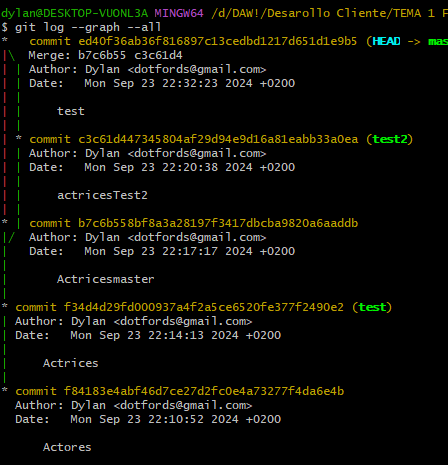 dylan@DESKTOP-VUONL3A MINGW64 /d/DAW!/Desarollo Cliente/TEMA 1 F
$ git log --graph --all
*   commit ed40f36ab36f816897c13cedbd1217d651d1e9b5 (HEAD -> mas
|\  Merge: b7c6b55 c3c61d4
| | Author: Dylan <dotfords@gmail.com>
| | Date:   Mon Sep 23 22:32:23 2024 +0200
| |
| |     test
| |
| * commit c3c61d447345804af29d94e9d16a81eabb33a0ea (test2)
| | Author: Dylan <dotfords@gmail.com>
| | Date:   Mon Sep 23 22:20:38 2024 +0200
| |
| |     actricesTest2
| |
* | commit b7c6b558bf8a3a28197f3417dbcba9820a6aaddb
|/  Author: Dylan <dotfords@gmail.com>
|   Date:   Mon Sep 23 22:17:17 2024 +0200
|
|       Actricesmaster
|
* commit f34d4d29fd000937a4f2a5ce6520fe377f2490e2 (test)
| Author: Dylan <dotfords@gmail.com>
| Date:   Mon Sep 23 22:14:13 2024 +0200
|
|     Actrices
|
* commit f84183e4abf46d7ce27d2fc0e4a73277f4da6e4b
  Author: Dylan <dotfords@gmail.com>
  Date:   Mon Sep 23 22:10:52 2024 +0200

      Actores